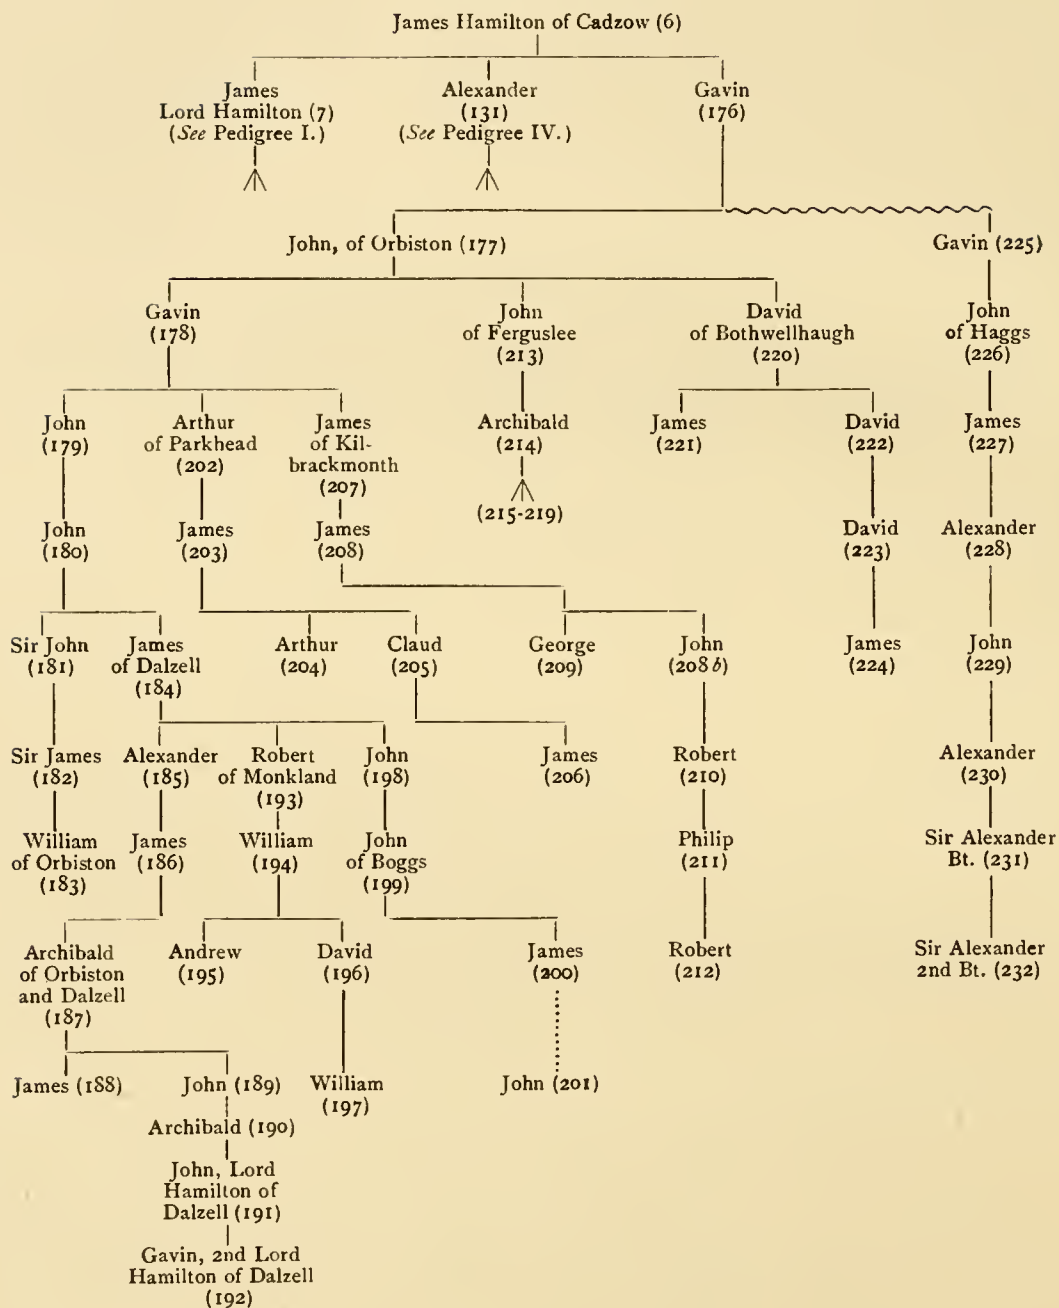 James Hamilton of Cadzow (6)
James
Lord Hamilton (7)
(See Pedigree I.)
Alexander
(131)
(See Pedigree IV.)
Gavin
(176)
John, of Orbiston (177)
Gavin (225)
Gavin
(178)
John
of Ferguslee
(213)
David
of Bothwellhaugh
(220)
John
of Haggs
(226)
John
(179)
Arthur
of Parkhead
(202)
James
of Kil-
brackmonth
(207)
Archibald
(214)
(215-219)
James
(221)
David
(222)
James
(227)
John
(180)
James
(203)
James
(208)
David
(223)
Alexander
(228)
Sir John
(181)
James
of Dalzell
(184)
Arthur
(204)
Claud
(205)
George
(209)
John
(208 b)
James
(224)
John
(229)
Sir James
(182)
Alexander
(185)
Robert
of Monkland
(193)
John
(198)
James
(206)
Robert
(210)
Alexander
(230)
William
of Orbiston
(183)
James
(186)
William
(194)
John
of Boggs
(199)
Philip
(211)
Sir Alexander
Bt. (231)
Archibald
of Orbiston
and Dalzell
(187)
Andrew
(195)
David
(196)
James
(200)
Robert
(212)
Sir Alexander
2nd Bt. (232)
James (188)
John (189)
William
(197)
John (201)
Archibald (190)
John, Lord
Hamilton of
Dalzell (191)
Gavin, 2nd Lord
Hamilton of Dalzell
(192)